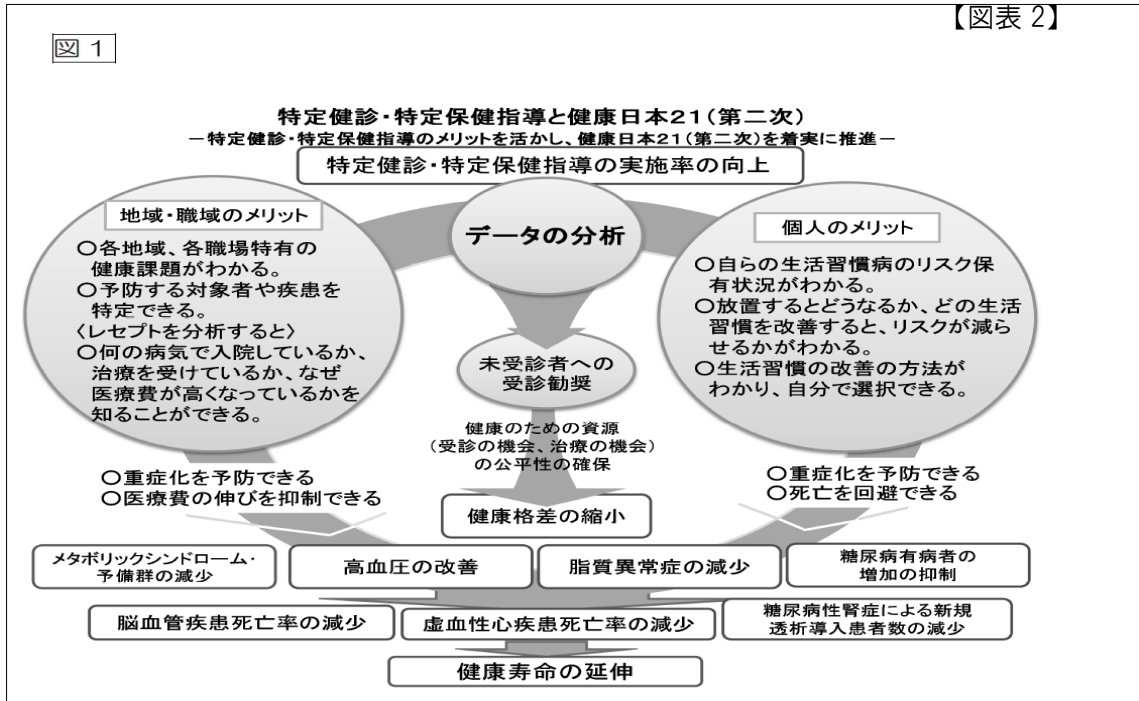 【図表2】
図 1
特定健診・特定保健指導と健康日本21(第二次)
－特定健診・特定保健指導のメリットを活かし、健康日本21(第二次)を着実に推進－
特定健診・特定保健指導の実施率の向上
地域・職域のメリット
○各地域、各職場特有の
健康課題がわかる。
○予防する対象者や疾患を
特定できる。
〈レセプトを分析すると〉
○何の病気で入院しているか、
治療を受けているか、なぜ
医療費が高くなっているかを
知ることができる。
データの分析
個人のメリット
○自らの生活習慣病のリスク保
有状況がわかる。
○放置するとどうなるか、どの生活
習慣を改善すると、リスクが減ら
せるかがわかる。
○生活習慣の改善の方法が
わかり、自分で選択できる。
未受診者への
受診勧奨
健康のための資源
(受診の機会、治療の機会)
の公平性の確保
○重症化を予防できる
○医療費の伸びを抑制できる
○重症化を予防できる
○死亡を回避できる
健康格差の縮小
メタボリックシンドローム・
予備群の減少
高血圧の改善
脂質異常症の減少
糖尿病有病者の
増加の抑制
脳血管疾患死亡率の減少
虚血性心疾患死亡率の減少
糖尿病性腎症による新規
透析導入患者数の減少
健康寿命の延伸